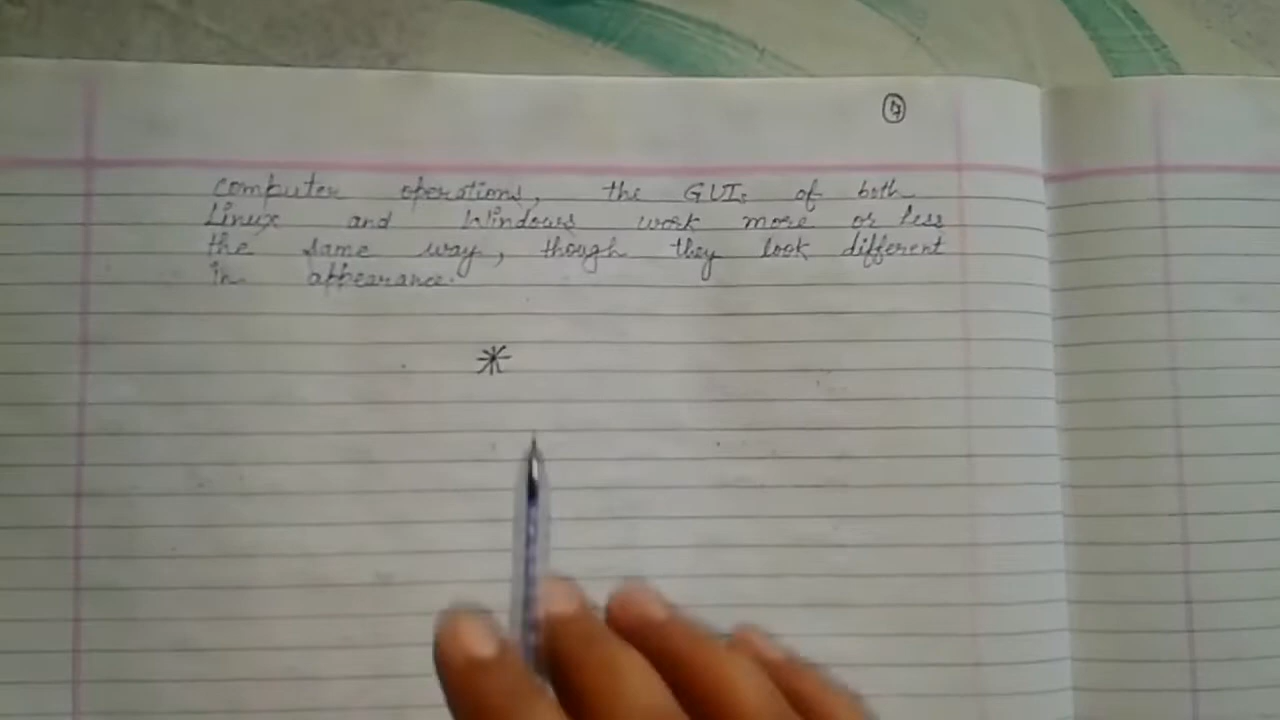 computer operations, the GUIs of both
Linux and Windows work more or less
the same way, though they look different
in appearance.
*